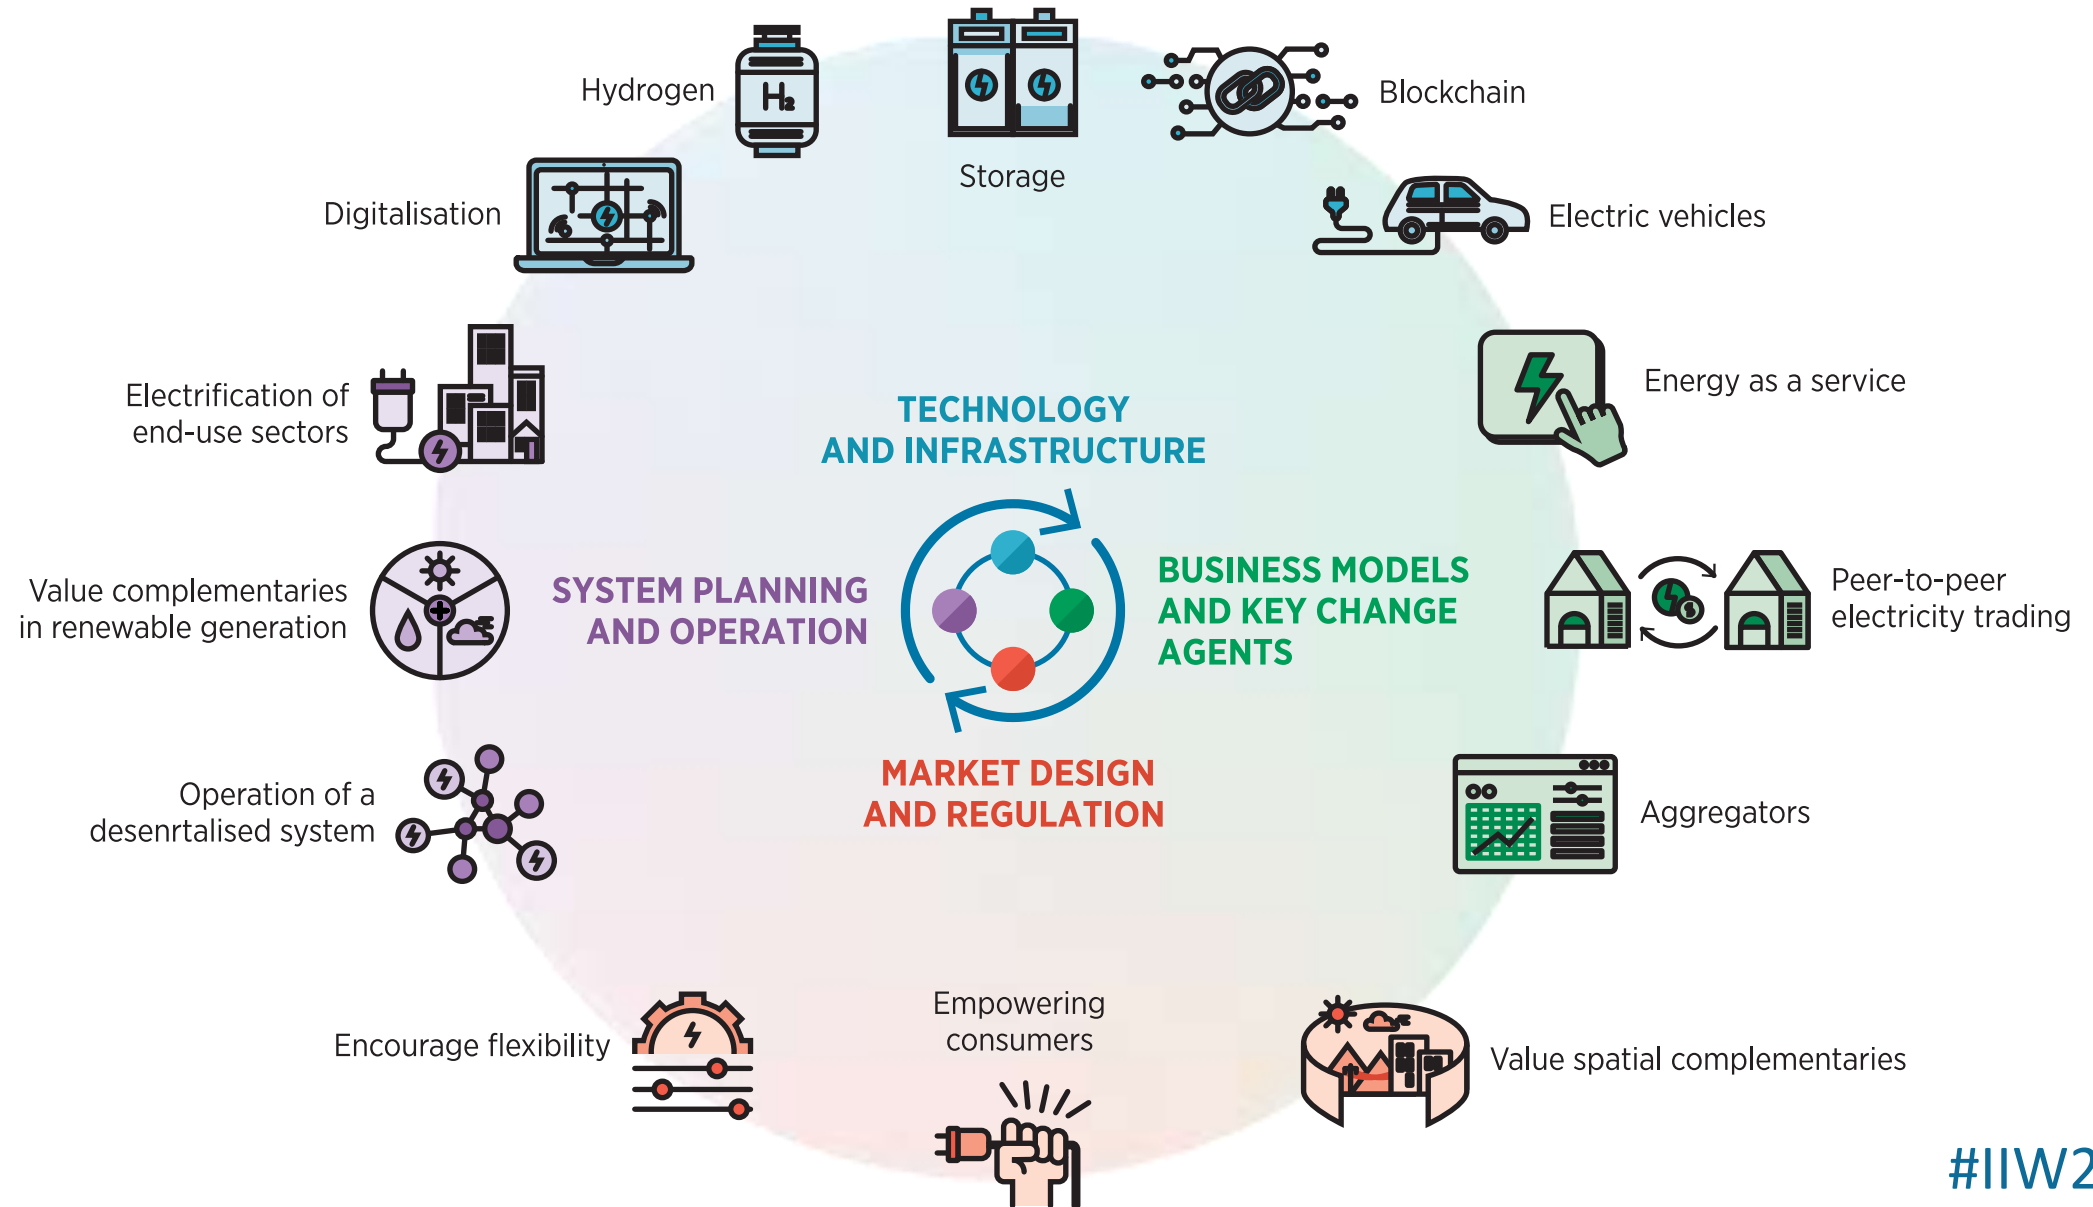 Hydrogen
H₂
Storage
Blockchain
Digitalisation
Electric vehicles
Electrification of
end-use sectors
Energy as a service
TECHNOLOGY
AND INFRASTRUCTURE
Value complementaries
in renewable generation
SYSTEM PLANNING
AND OPERATION
BUSINESS MODELS
AND KEY CHANGE
AGENTS
Peer-to-peer
electricity trading
MARKET DESIGN
AND REGULATION
Operation of a
desenrtalised system
Aggregators
Encourage flexibility
Empowering
consumers
Value spatial complementaries
#IIW2